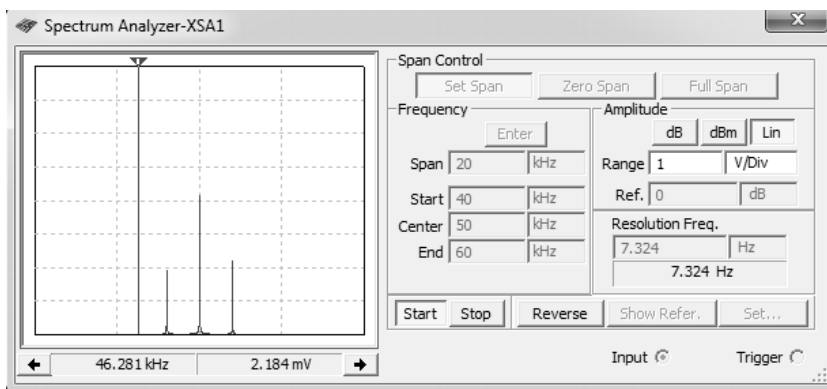 Spectrum Analyzer-XSA1
x
1
46.281 kHz
2.184 mV
Span Control
Set Span
Zero Span
Full Span
Frequency
Enter
Span 20 kHz
Start 40 kHz
Center 50 kHz
End 60 kHz
Amplitude
dB dBm Lin
Range 1 V/Div
Ref. 0 dB
Resolution Freq.
7.324 Hz
7.324 Hz
Start Stop Reverse Show Refer. Set...
Input Trigger